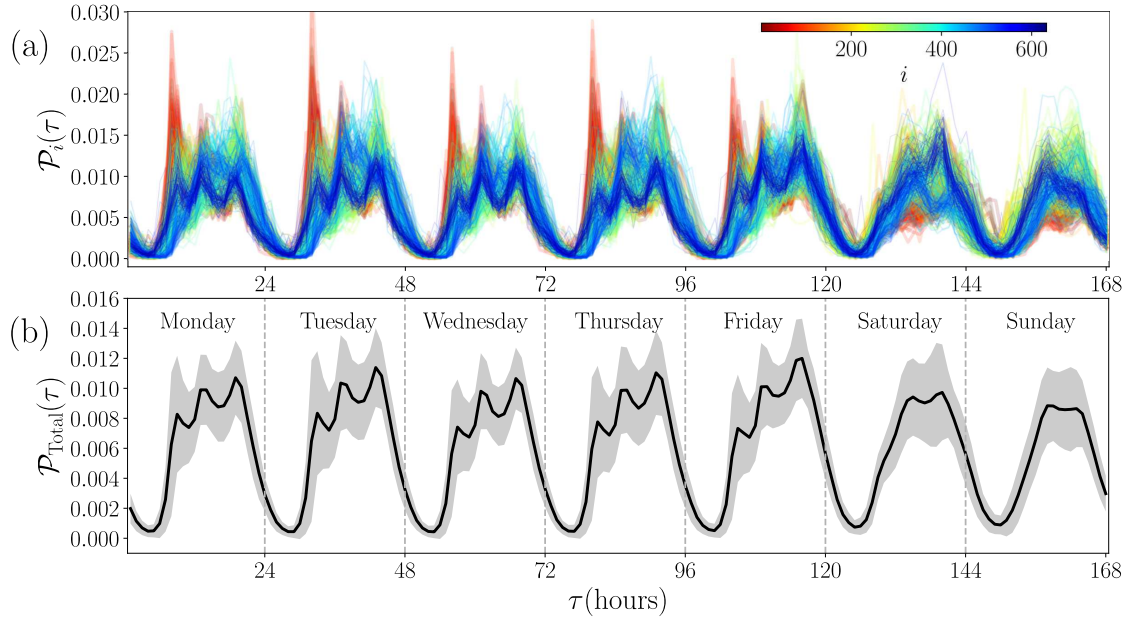 (a)
𝒫i(τ)
0.030
0.025
0.020
0.015
0.010
0.005
0.000
200 400 600
i
24 48 72 96 120 144 168
(b)
𝒫Total(τ)
0.016
0.014
0.012
0.010
0.008
0.006
0.004
0.002
0.000
Monday Tuesday Wednesday Thursday Friday Saturday Sunday
24 48 72 96 120 144 168
τ(hours)